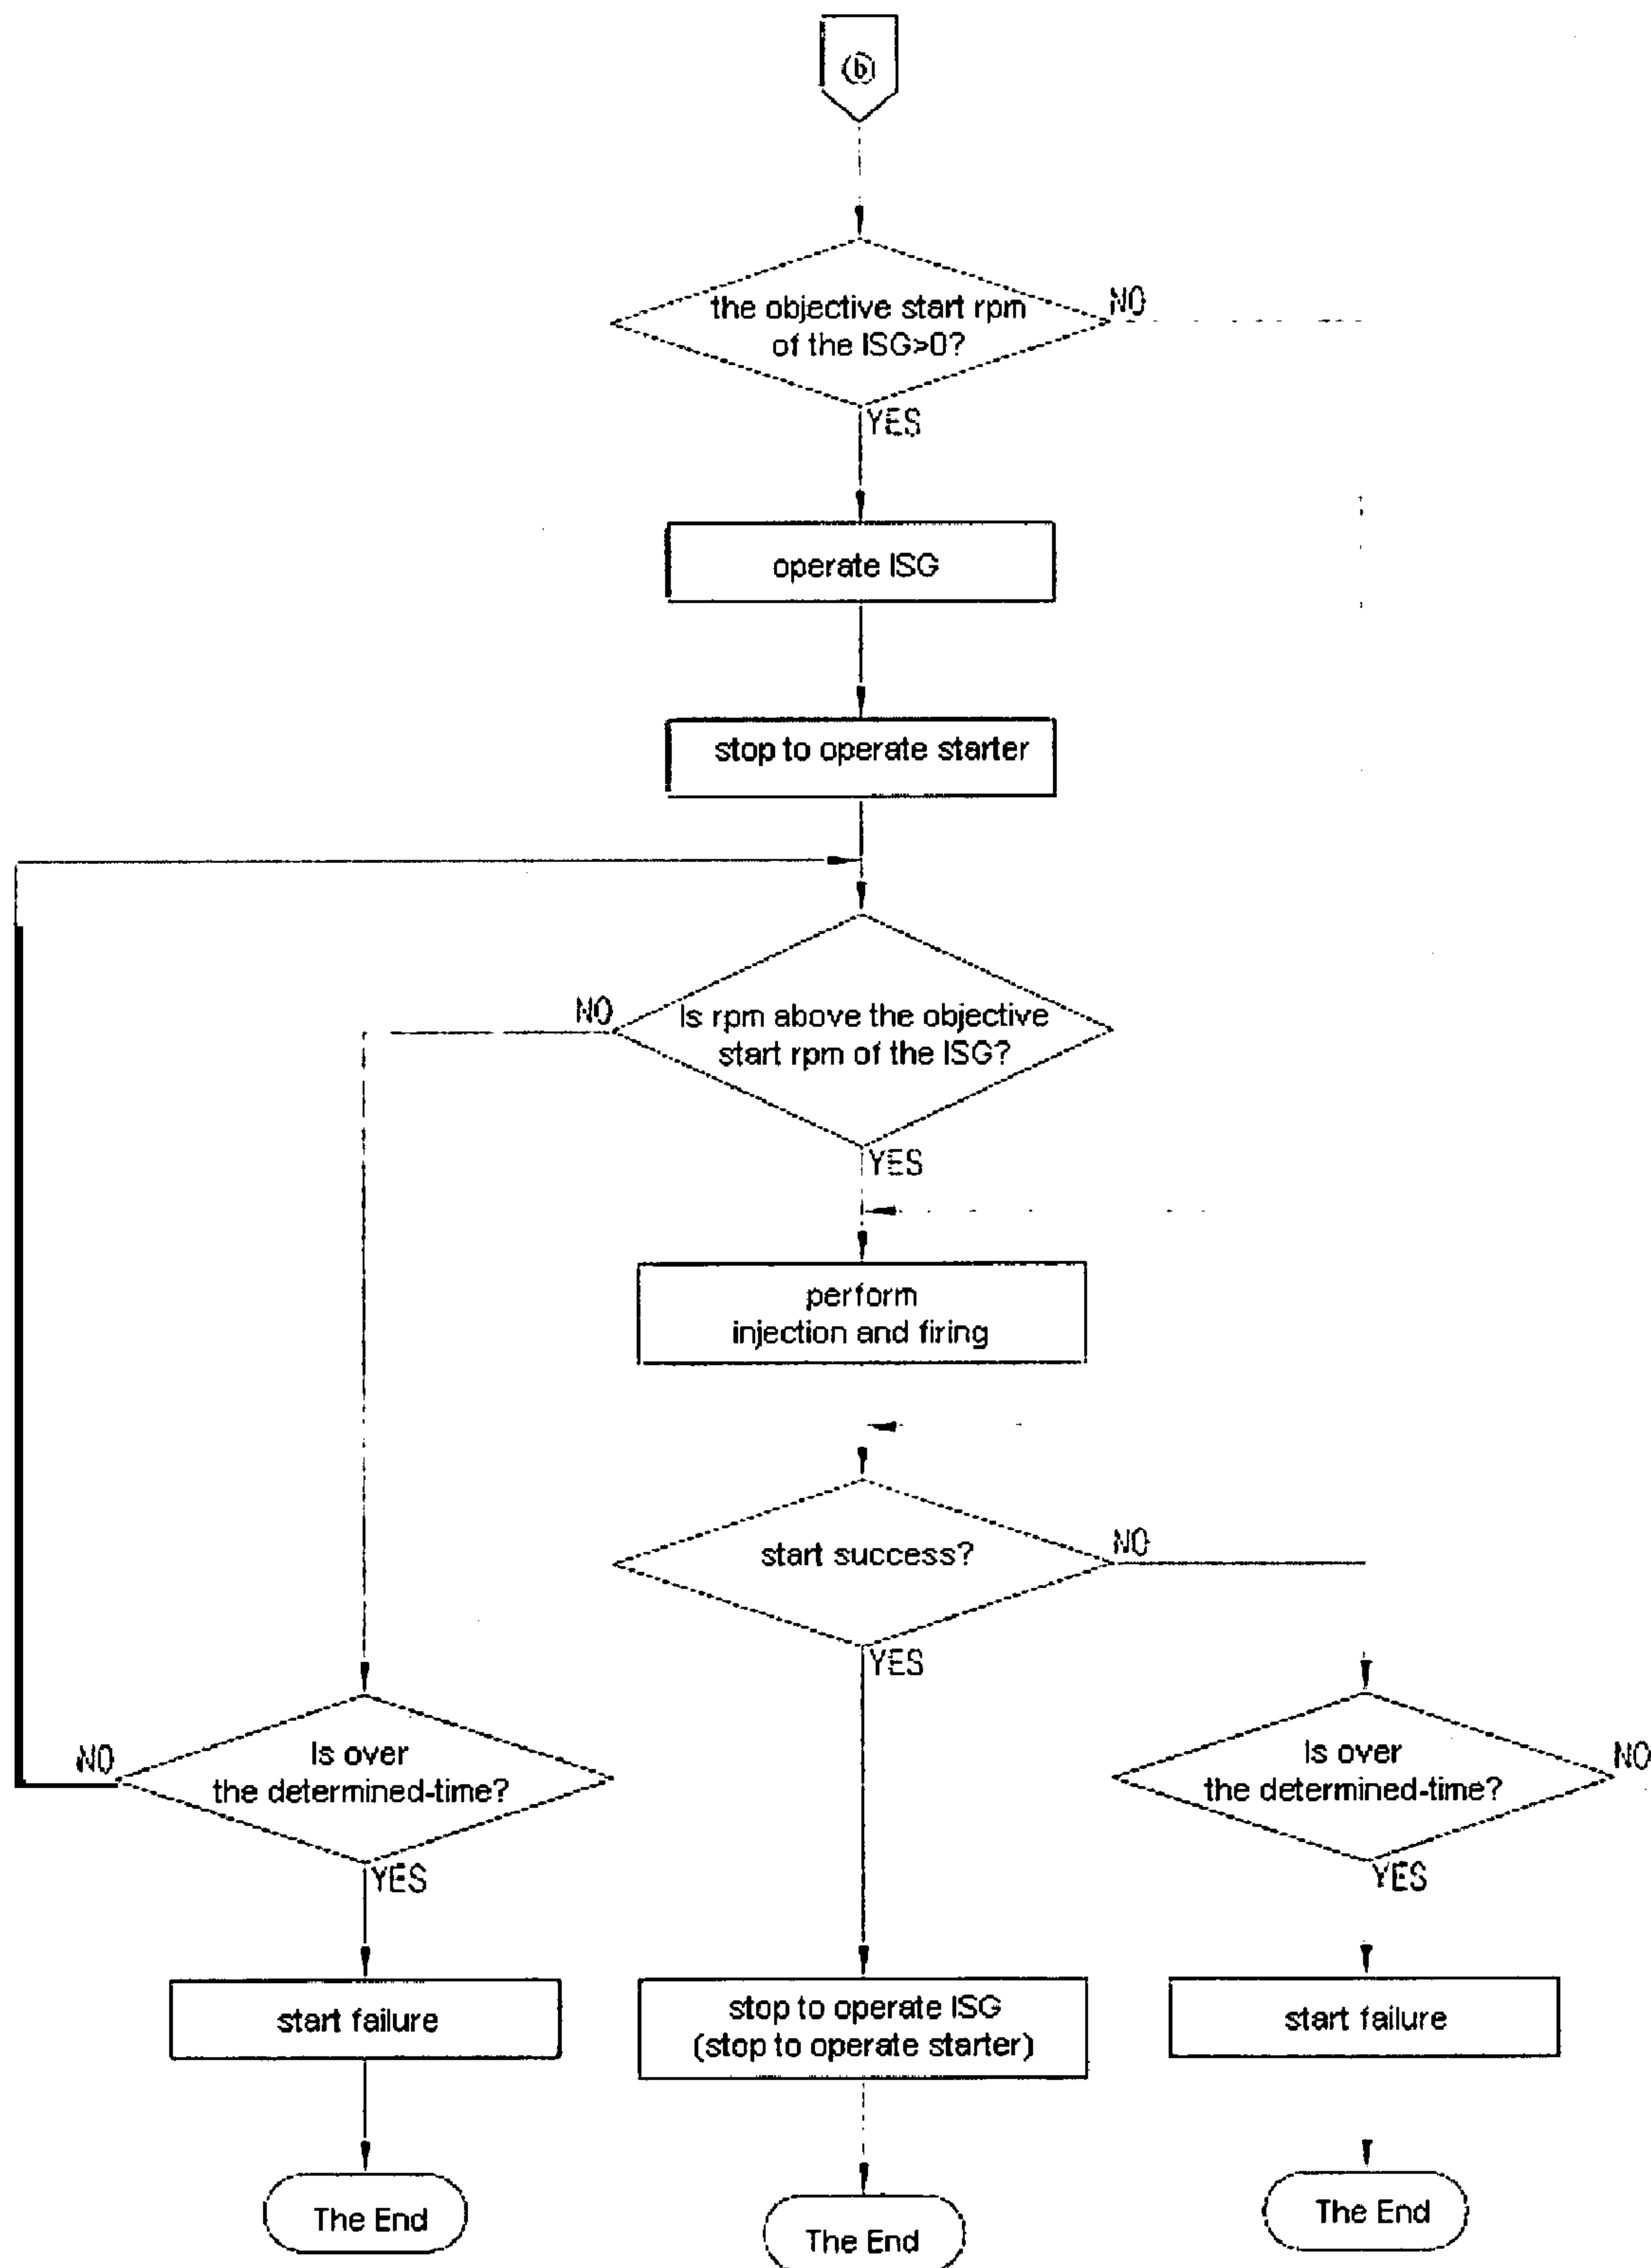 (b)
the objective start rpm
of the ISG>0?
NO
YES
operate ISG
stop to operate starter
NO
Is rpm above the objective
start rpm of the ISG?
YES
perform
injection and firing
start success?
NO
YES
NO
Is over
the determined-time?
YES
Is over
the determined-time?
NO
YES
start failure
stop to operate ISG
(stop to operate starter)
start failure
The End
The End
The End